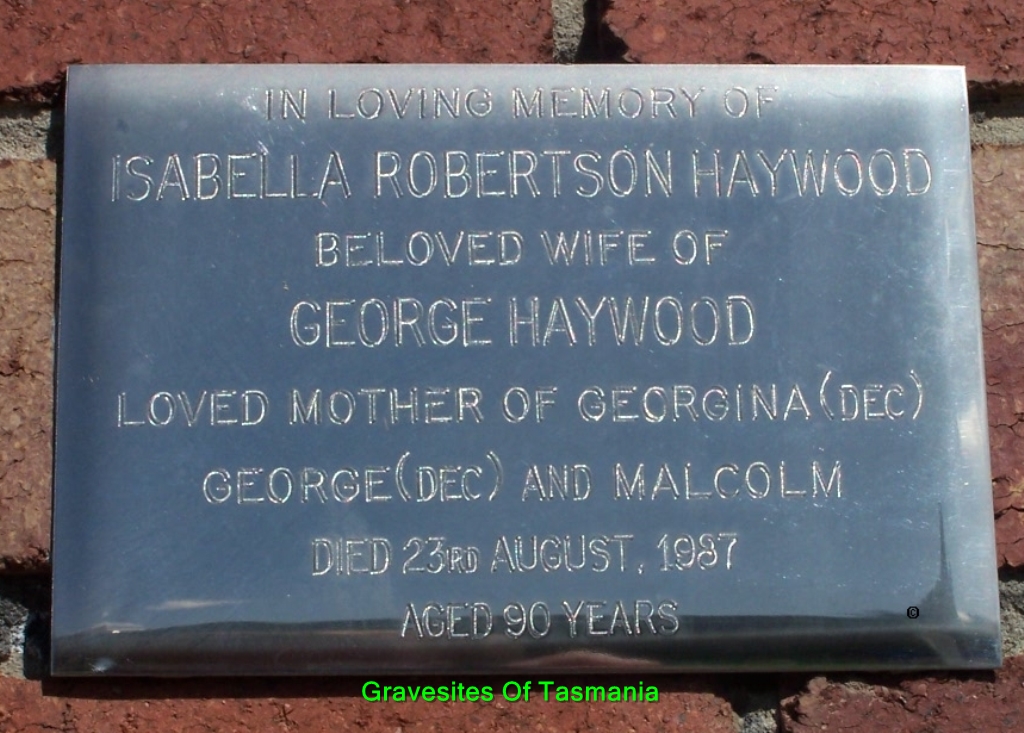 IN LOVING MEMORY OF
ISABELLA ROBERTSON HAYWOOD
BELOVED WIFE OF
GEORGE HAYWOOD
LOVED MOTHER OF GEORGINA (DEC)
GEORGE (DEC) AND MALCOLM
DIED 23RD AUGUST, 1987
AGED 90 YEARS
©
Gravesites Of Tasmania